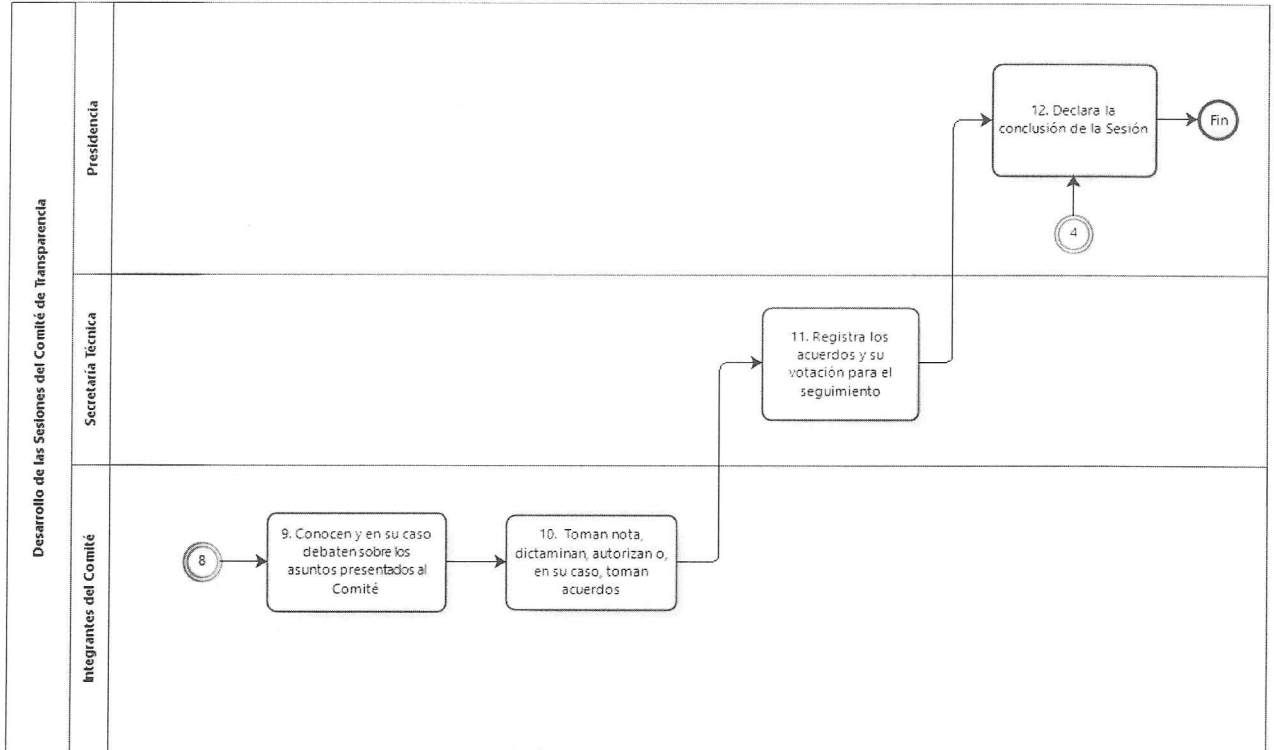 Desarrollo de las Sesiones del Comité de Transparencia
Presidencia
12. Declara la
conclusión de la Sesión
Fin
4
Secretaría Técnica
11. Registra los
acuerdos y su
votación para el
seguimiento
Integrantes del Comité
8
9. Conocen y en su caso
debaten sobre los
asuntos presentados al
Comité
10. Toman nota,
dictaminan, autorizan o,
en su caso, toman
acuerdos